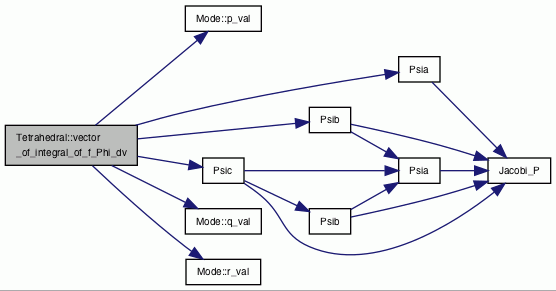 Mode::p_val
Psia
Psib
Tetrahedral::vector
_of_integral_of_f_Phi_dv
Psic
Psia
Jacobi_P
Mode::q_val
Psib
Mode::r_val